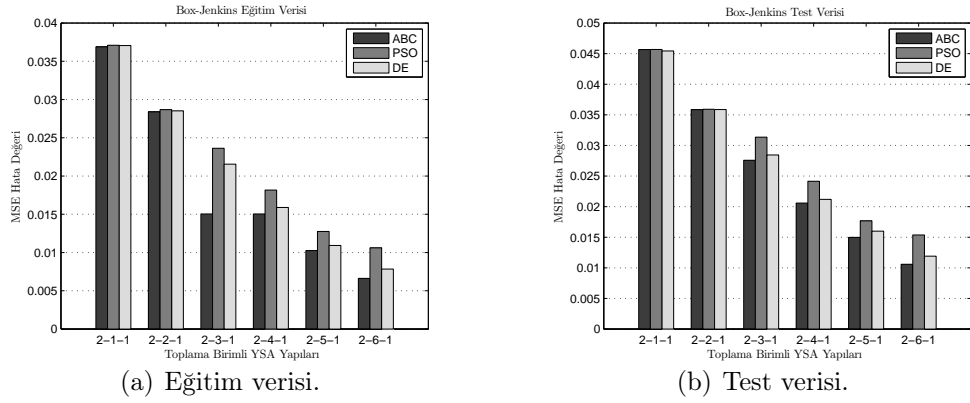 Box-Jenkins Eğitim Verisi
0.04
0.035
0.03
0.025
0.02
0.015
0.01
0.005
0
MSE Hata Değeri
ABC
PSO
DE
2-1-1 2-2-1 2-3-1 2-4-1 2-5-1 2-6-1
Toplama Birimli YSA Yapıları
(a) Eğitim verisi.
Box-Jenkins Test Verisi
0.05
0.045
0.04
0.035
0.03
0.025
0.02
0.015
0.01
0.005
0
MSE Hata Değeri
ABC
PSO
DE
2-1-1 2-2-1 2-3-1 2-4-1 2-5-1 2-6-1
Toplama Birimli YSA Yapıları
(b) Test verisi.